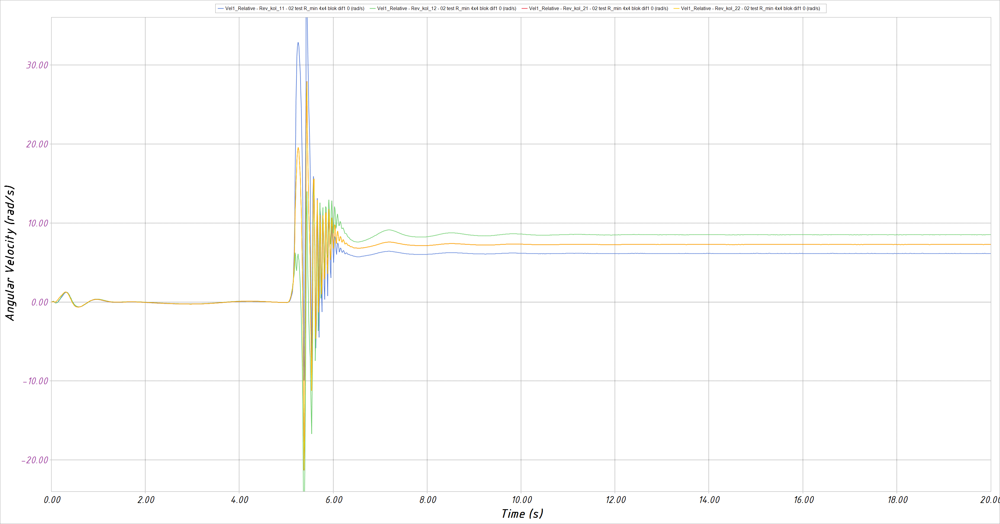 Vel1_Relative - Rev_kol_11 - 02 test R_min 4x4 blok dif1 0 (rad/s) Vel1_Relative - Rev_kol_12 - 02 test R_min 4x4 blok dif1 0 (rad/s) Vel1_Relative - Rev_kol_21 - 02 test R_min 4x4 blok dif1 0 (rad/s) Vel1_Relative - Rev_kol_22 - 02 test R_min 4x4 blok dif1 0 (rad/s)
30.00
20.00
10.00
0.00
-10.00
-20.00
Angular Velocity (rad/s)
0.00 2.00 4.00 6.00 8.00 10.00 12.00 14.00 16.00 18.00 20.00
Time (s)